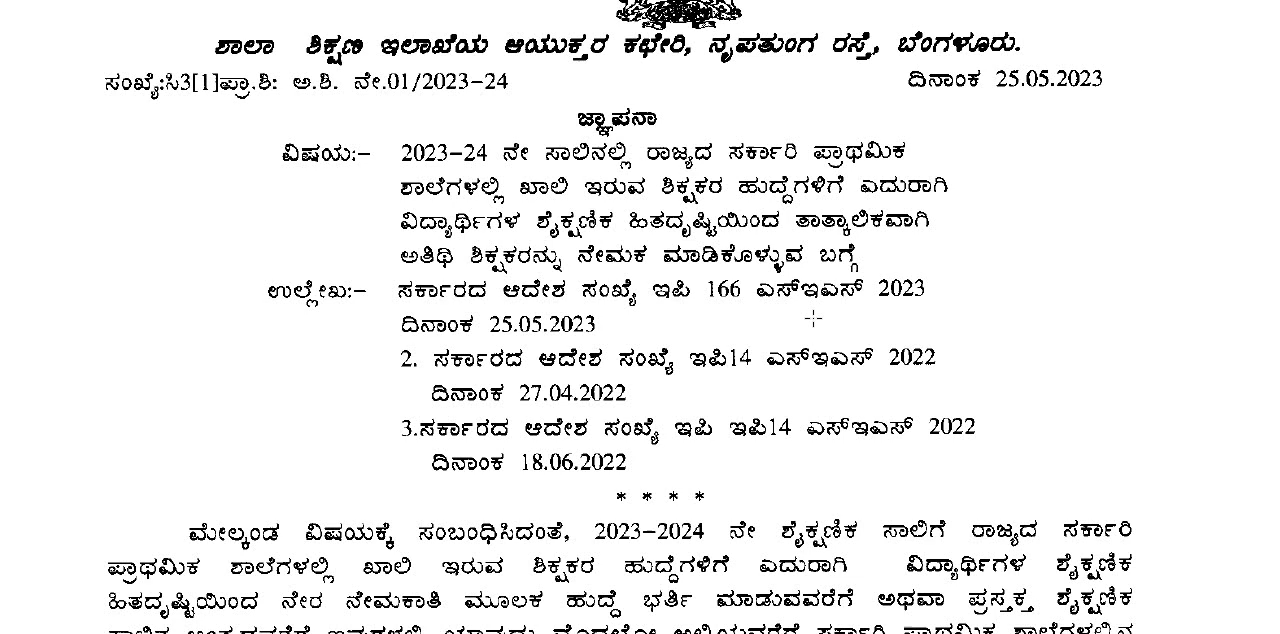 ಶಾಲಾ ಶಿಕ್ಷಣ ಇಲಾಖೆಯ ಆಯುಕ್ತರ ಕಛೇರಿ, ನೃಪತುಂಗ ರಸ್ತೆ, ಬೆಂಗಳೂರು.
ಸಂಖ್ಯೆ:ಸಿ3[1]ಪ್ರಾ.ಶಿ: ಅ.ಶಿ. ನೇ.01/2023-24 ದಿನಾಂಕ 25.05.2023
ಜ್ಞಾಪನಾ
ವಿಷಯ:- 2023-24 ನೇ ಸಾಲಿನಲ್ಲಿ ರಾಜ್ಯದ ಸರ್ಕಾರಿ ಪ್ರಾಥಮಿಕ
ಶಾಲೆಗಳಲ್ಲಿ ಖಾಲಿ ಇರುವ ಶಿಕ್ಷಕರ ಹುದ್ದೆಗಳಿಗೆ ಎದುರಾಗಿ
ವಿದ್ಯಾರ್ಥಿಗಳ ಶೈಕ್ಷಣಿಕ ಹಿತದೃಷ್ಟಿಯಿಂದ ತಾತ್ಕಾಲಿಕವಾಗಿ
ಅತಿಥಿ ಶಿಕ್ಷಕರನ್ನು ನೇಮಕ ಮಾಡಿಕೊಳ್ಳುವ ಬಗ್ಗೆ
ಉಲ್ಲೇಖ:- ಸರ್ಕಾರದ ಆದೇಶ ಸಂಖ್ಯೆ ಇಪಿ 166 ಎಸ್ಇಎಸ್ 2023
ದಿನಾಂಕ 25.05.2023
2. ಸರ್ಕಾರದ ಆದೇಶ ಸಂಖ್ಯೆ ಇಪಿ14 ಎಸ್ಇಎಸ್ 2022
ದಿನಾಂಕ 27.04.2022
3.ಸರ್ಕಾರದ ಆದೇಶ ಸಂಖ್ಯೆ ಇಪಿ ಇಪಿ14 ಎಸ್ಇಎಸ್ 2022
ದಿನಾಂಕ 18.06.2022
* * * *
ಮೇಲ್ಕಂಡ ವಿಷಯಕ್ಕೆ ಸಂಬಂಧಿಸಿದಂತೆ, 2023-2024 ನೇ ಶೈಕ್ಷಣಿಕ ಸಾಲಿಗೆ ರಾಜ್ಯದ ಸರ್ಕಾರಿ
ಪ್ರಾಥಮಿಕ ಶಾಲೆಗಳಲ್ಲಿ ಖಾಲಿ ಇರುವ ಶಿಕ್ಷಕರ ಹುದ್ದೆಗಳಿಗೆ ಎದುರಾಗಿ ವಿದ್ಯಾರ್ಥಿಗಳ ಶೈಕ್ಷಣಿಕ
ಹಿತದೃಷ್ಟಿಯಿಂದ ನೇರ ನೇಮಕಾತಿ ಮೂಲಕ ಹುದ್ದೆ ಭರ್ತಿ ಮಾಡುವವರೆಗೆ ಅಥವಾ ಪ್ರಸ್ತಕ್ತ ಶೈಕ್ಷಣಿಕ